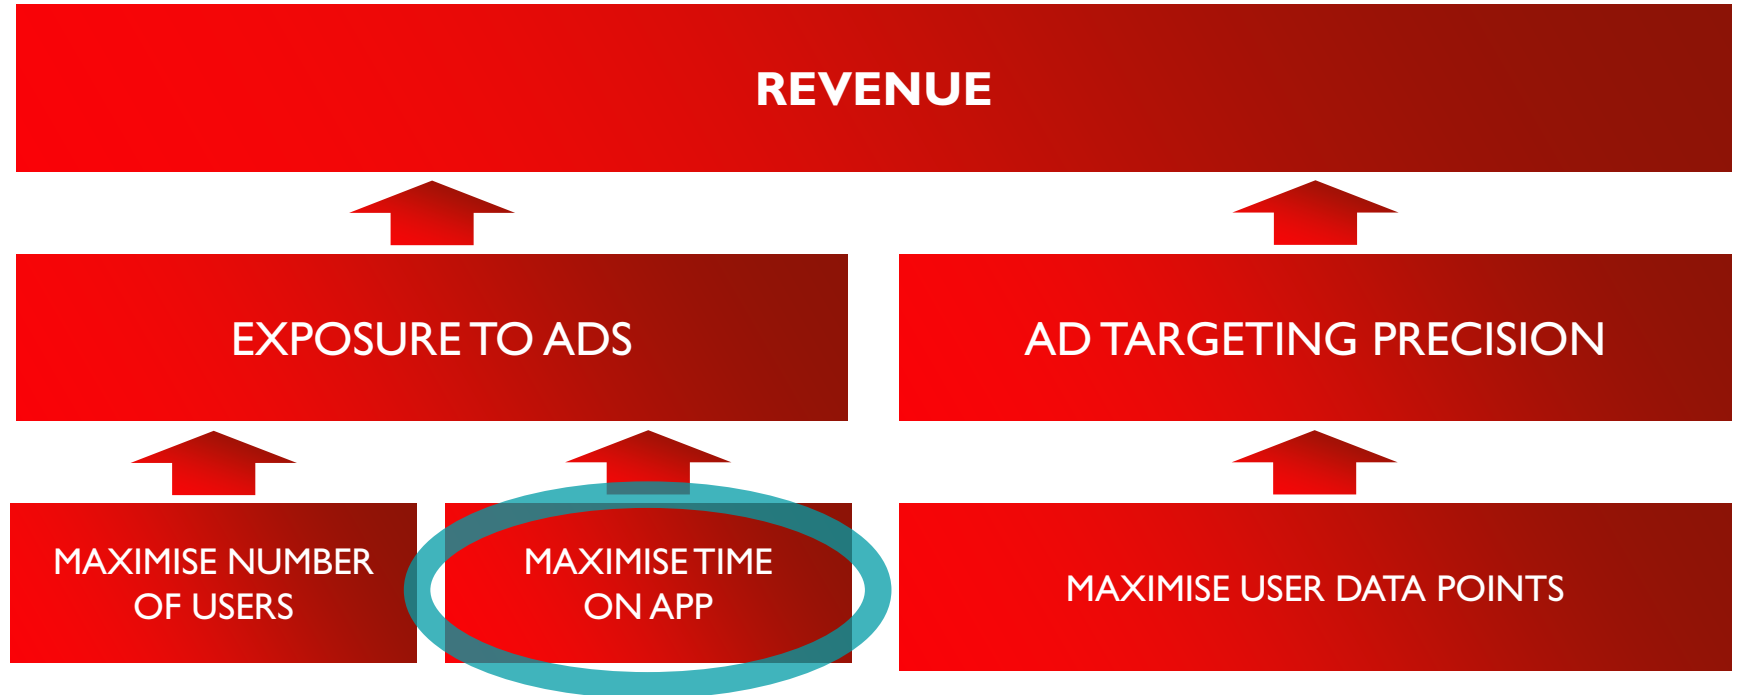 REVENUE
EXPOSURE TO ADS
AD TARGETING PRECISION
MAXIMISE NUMBER
OF USERS
MAXIMISE TIME
ON APP
MAXIMISE USER DATA POINTS